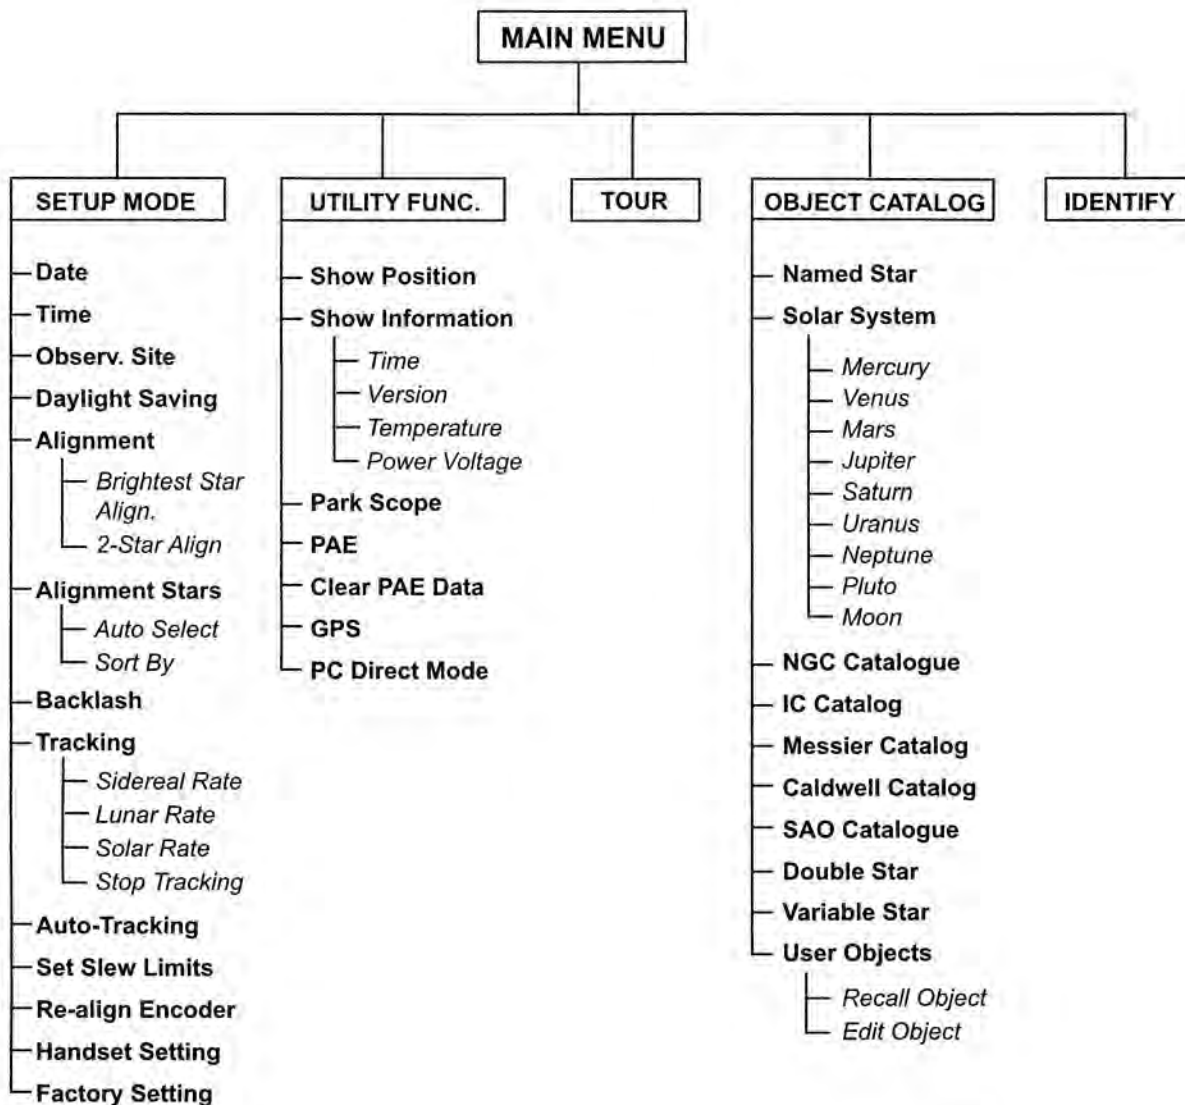 MAIN MENU
SETUP MODE
Date
Time
Observ. Site
Daylight Saving
Alignment
Brightest Star
Align.
2-Star Align
Alignment Stars
Auto Select
Sort By
Backlash
Tracking
Sidereal Rate
Lunar Rate
Solar Rate
Stop Tracking
Auto-Tracking
Set Slew Limits
Re-align Encoder
Handset Setting
Factory Setting
UTILITY FUNC.
Show Position
Show Information
Time
Version
Temperature
Power Voltage
Park Scope
PAE
Clear PAE Data
GPS
PC Direct Mode
TOUR
OBJECT CATALOG
Named Star
Solar System
Mercury
Venus
Mars
Jupiter
Saturn
Uranus
Neptune
Pluto
Moon
NGC Catalogue
IC Catalog
Messier Catalog
Caldwell Catalog
SAO Catalogue
Double Star
Variable Star
User Objects
Recall Object
Edit Object
IDENTIFY